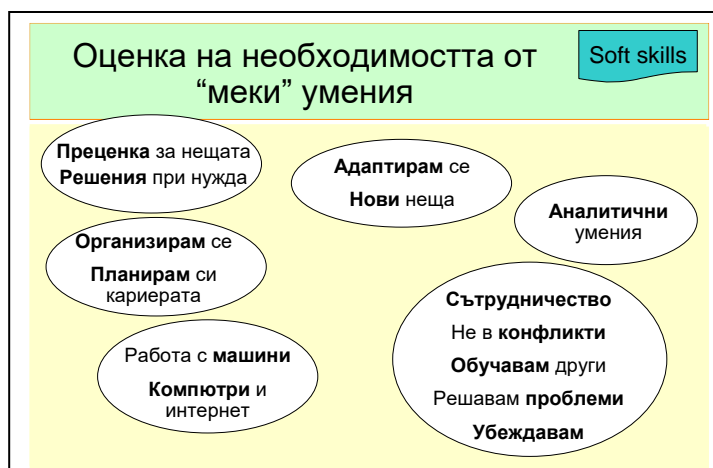 Оценка на необходимостта от
“меки” умения
Soft skills
Преценка за нещата
Решения при нужда
Адаптирам се
Нови неща
Аналитични
умения
Организирам се
Планирам си
кариерата
Сътрудничество
Не в конфликти
Обучавам други
Решавам проблеми
Убеждавам
Работа с машини
Компютри и
интернет